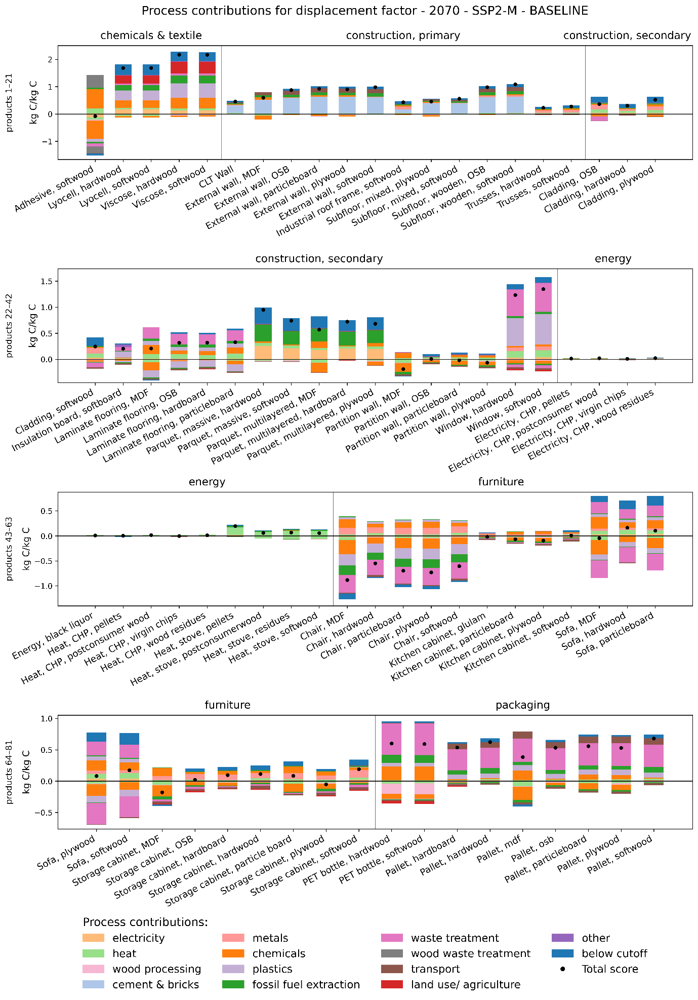 Process contributions for displacement factor - 2070 - SSP2-M - BASELINE
chemicals & textile
construction, primary
construction, secondary
products 1–21
kg C/kg C
2
1
0
−1
Adhesive, softwood
Lyocell, hardwood
Lyocell, softwood
Viscose, hardwood
Viscose, softwood
CLT Wall
External wall, MDF
External wall, OSB
External wall, particleboard
External wall, plywood
External wall, softwood
Industrial roof frame, softwood
Subfloor, mixed, plywood
Subfloor, mixed, softwood
Subfloor, wooden, OSB
Subfloor, wooden, softwood
Trusses, hardwood
Trusses, softwood
Cladding, OSB
Cladding, hardwood
Cladding, plywood
construction, secondary
energy
products 22–42
kg C/kg C
1.5
1.0
0.5
0.0
Cladding, softwood
Insulation board, softboard
Laminate flooring, MDF
Laminate flooring, OSB
Laminate flooring, hardboard
Laminate flooring, particleboard
Parquet, massive, hardwood
Parquet, massive, softwood
Parquet, multilayered, MDF
Parquet, multilayered, hardboard
Parquet, multilayered, plywood
Partition wall, MDF
Partition wall, OSB
Partition wall, particleboard
Partition wall, plywood
Window, hardwood
Window, softwood
Electricity, CHP, pellets
Electricity, CHP, postconsumer wood
Electricity, CHP, virgin chips
Electricity, CHP, wood residues
energy
furniture
products 43–63
kg C/kg C
0.5
0.0
−0.5
−1.0
Energy, black liquor
Heat, CHP, pellets
Heat, CHP, postconsumer wood
Heat, CHP, virgin chips
Heat, CHP, wood residues
Heat, stove, pellets
Heat, stove, postconsumerwood
Heat, stove, residues
Heat, stove, softwood
Chair, MDF
Chair, hardwood
Chair, particleboard
Chair, plywood
Chair, softwood
Kitchen cabinet, glulam
Kitchen cabinet, particleboard
Kitchen cabinet, plywood
Kitchen cabinet, softwood
Sofa, MDF
Sofa, hardwood
Sofa, particleboard
furniture
packaging
products 64–81
kg C/kg C
1.0
0.5
0.0
−0.5
Sofa, plywood
Sofa, softwood
Storage cabinet, MDF
Storage cabinet, OSB
Storage cabinet, hardboard
Storage cabinet, hardwood
Storage cabinet, particle board
Storage cabinet, plywood
Storage cabinet, softwood
PET bottle, hardwood
PET bottle, softwood
Pallet, hardboard
Pallet, hardwood
Pallet, mdf
Pallet, osb
Pallet, particleboard
Pallet, plywood
Pallet, softwood
Process contributions:
electricity
heat
wood processing
cement & bricks
metals
chemicals
plastics
fossil fuel extraction
waste treatment
wood waste treatment
transport
land use/ agriculture
other
below cutoff
Total score